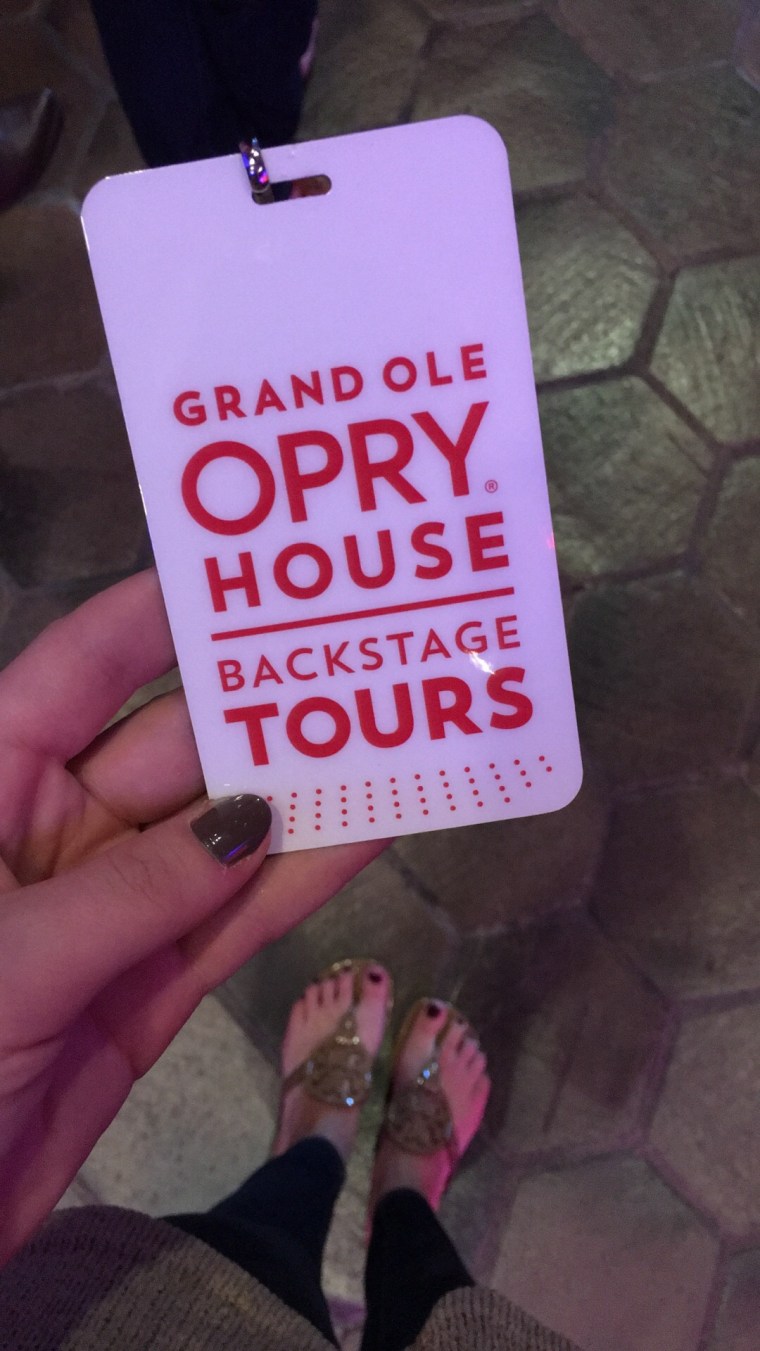 GRAND OLE
OPRY®
HOUSE
BACKSTAGE
TOURS